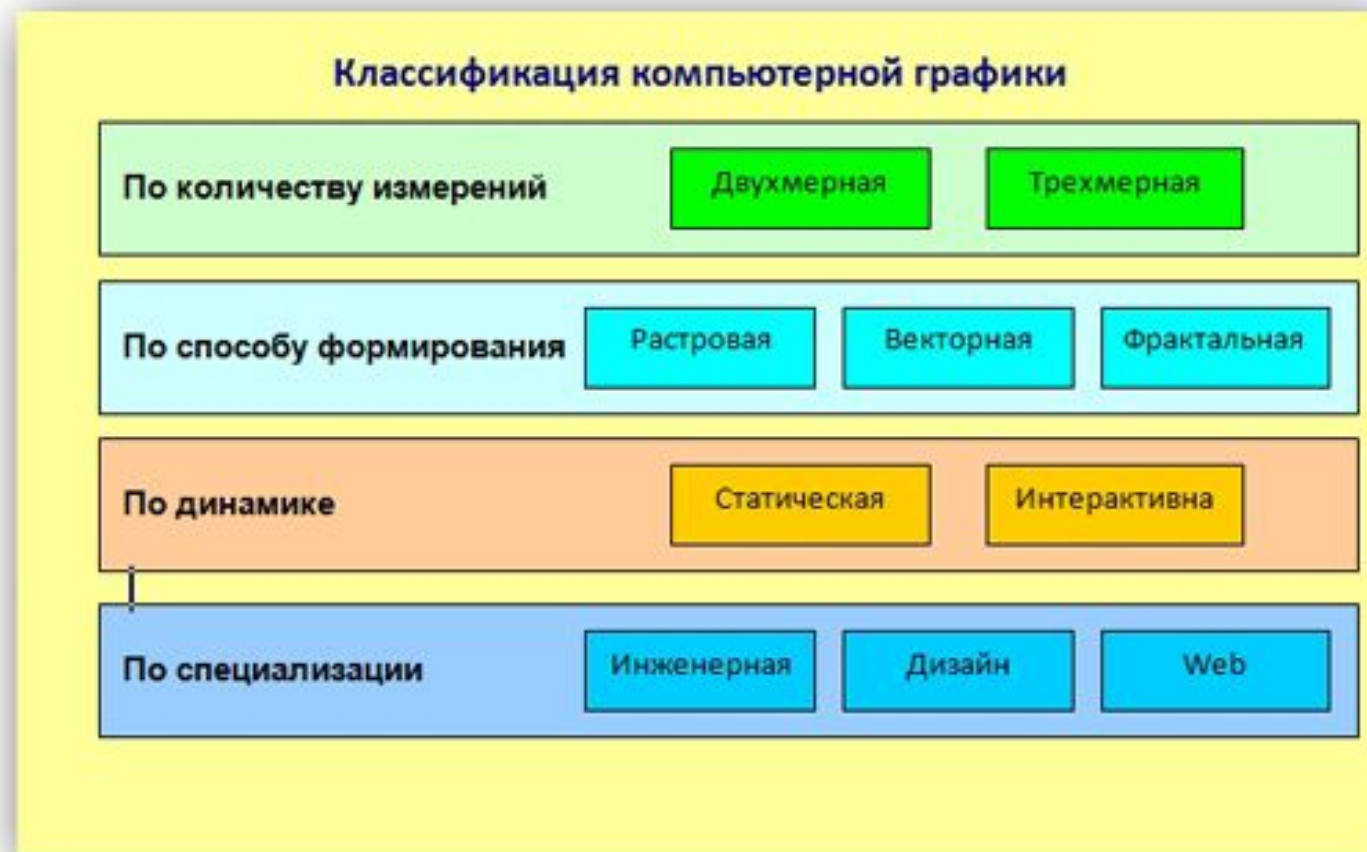 Классификация компьютерной графики
По количеству измерений Двухмерная Трехмерная
По способу формирования Растровая Векторная Фрактальная
По динамике Статическая Интерактивна
По специализации Инженерная Дизайн Web